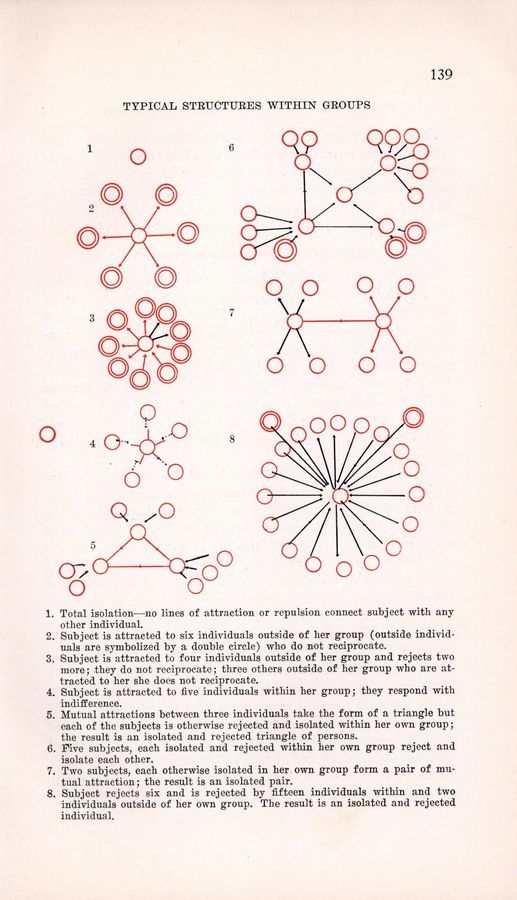 139
TYPICAL STRUCTURES WITHIN GROUPS
1
6
2
3
7
4
8
5
1. Total isolation—no lines of attraction or repulsion connect subject with any
other individual.
2. Subject is attracted to six individuals outside of her group (outside individ-
uals are symbolized by a double circle) who do not reciprocate.
3. Subject is attracted to four individuals outside of her group and rejects two
more; they do not reciprocate; three others outside of her group who are at-
tracted to her she does not reciprocate.
4. Subject is attracted to five individuals within her group; they respond with
indifference.
5. Mutual attractions between three individuals take the form of a triangle but
each of the subjects is otherwise rejected and isolated within her own group;
the result is an isolated and rejected triangle of persons.
6. Five subjects, each isolated and rejected within her own group reject and
isolate each other.
7. Two subjects, each otherwise isolated in her own group form a pair of mu-
tual attraction; the result is an isolated pair.
8. Subject rejects six and is rejected by fifteen individuals within and two
individuals outside of her own group. The result is an isolated and rejected
individual.